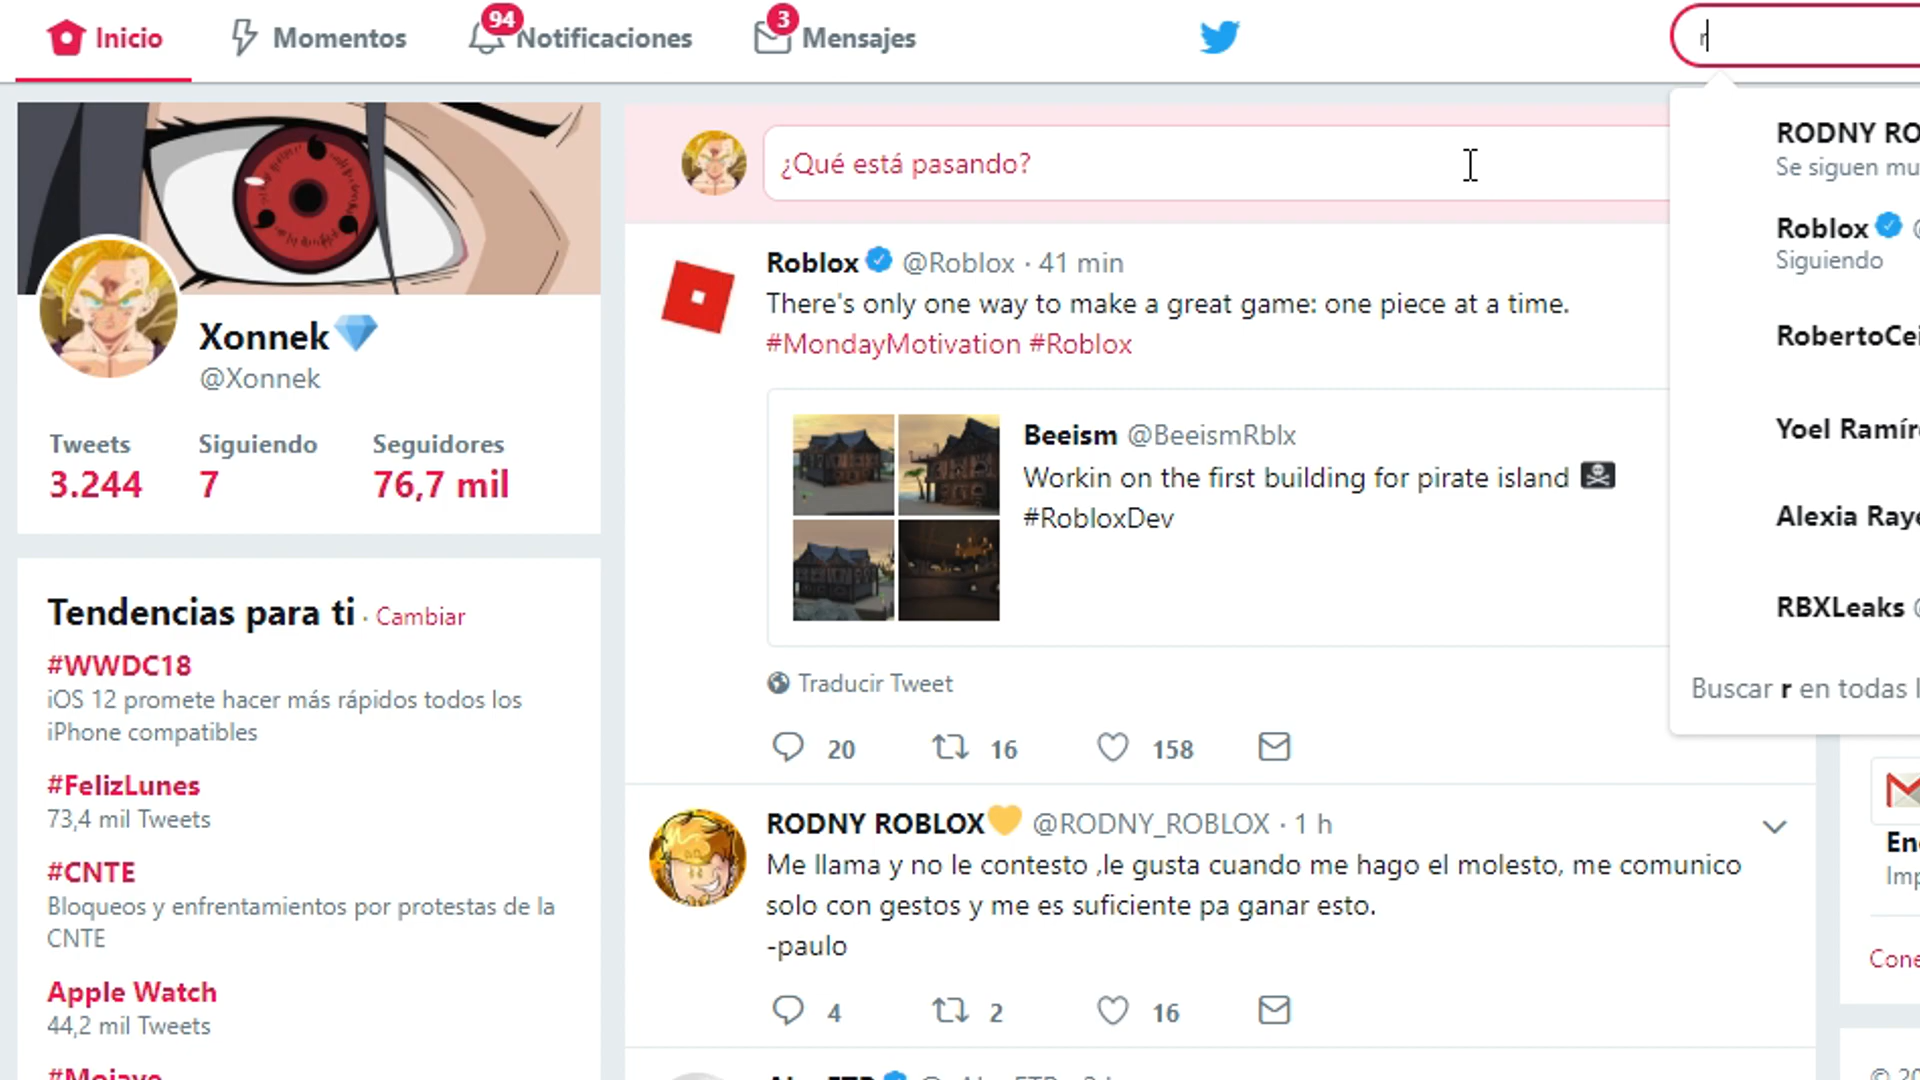 Inicio
Momentos
94
Notificaciones
3
Mensajes
r
Xonnek
@Xonnek
Tweets
3.244
Siguiendo
7
Seguidores
76,7 mil
Tendencias para ti · Cambiar
#WWDC18
iOS 12 promete hacer más rápidos todos los
iPhone compatibles
#FelizLunes
73,4 mil Tweets
#CNTE
Bloqueos y enfrentamientos por protestas de la
CNTE
Apple Watch
44,2 mil Tweets
#Mojave
¿Qué está pasando?
Roblox @Roblox · 41 min
There's only one way to make a great game: one piece at a time.
#MondayMotivation #Roblox
Beeism @BeeismRblx
Workin on the first building for pirate island
#RobloxDev
Traducir Tweet
20 16 158
RODNY ROBLOX @RODNY_ROBLOX · 1 h
Me llama y no le contesto ,le gusta cuando me hago el molesto, me comunico
solo con gestos y me es suficiente pa ganar esto.
-paulo
4 2 16
RODNY RO
Se siguen mu
Roblox @
Siguiendo
RobertoCei
Yoel Ramír
Alexia Raye
RBXLeaks @
Buscar r en todas l
En
Imp
Cone
© 20